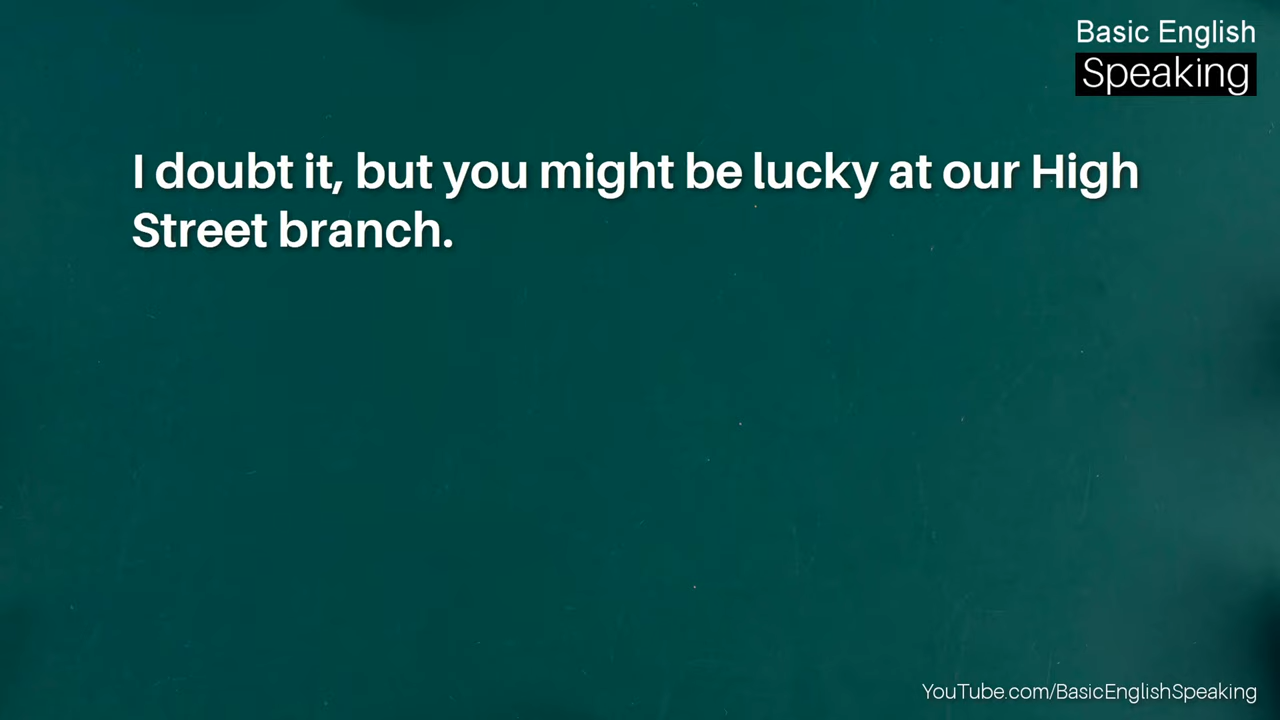 Basic English
Speaking
I doubt it, but you might be lucky at our High
Street branch.
YouTube.com/BasicEnglishSpeaking